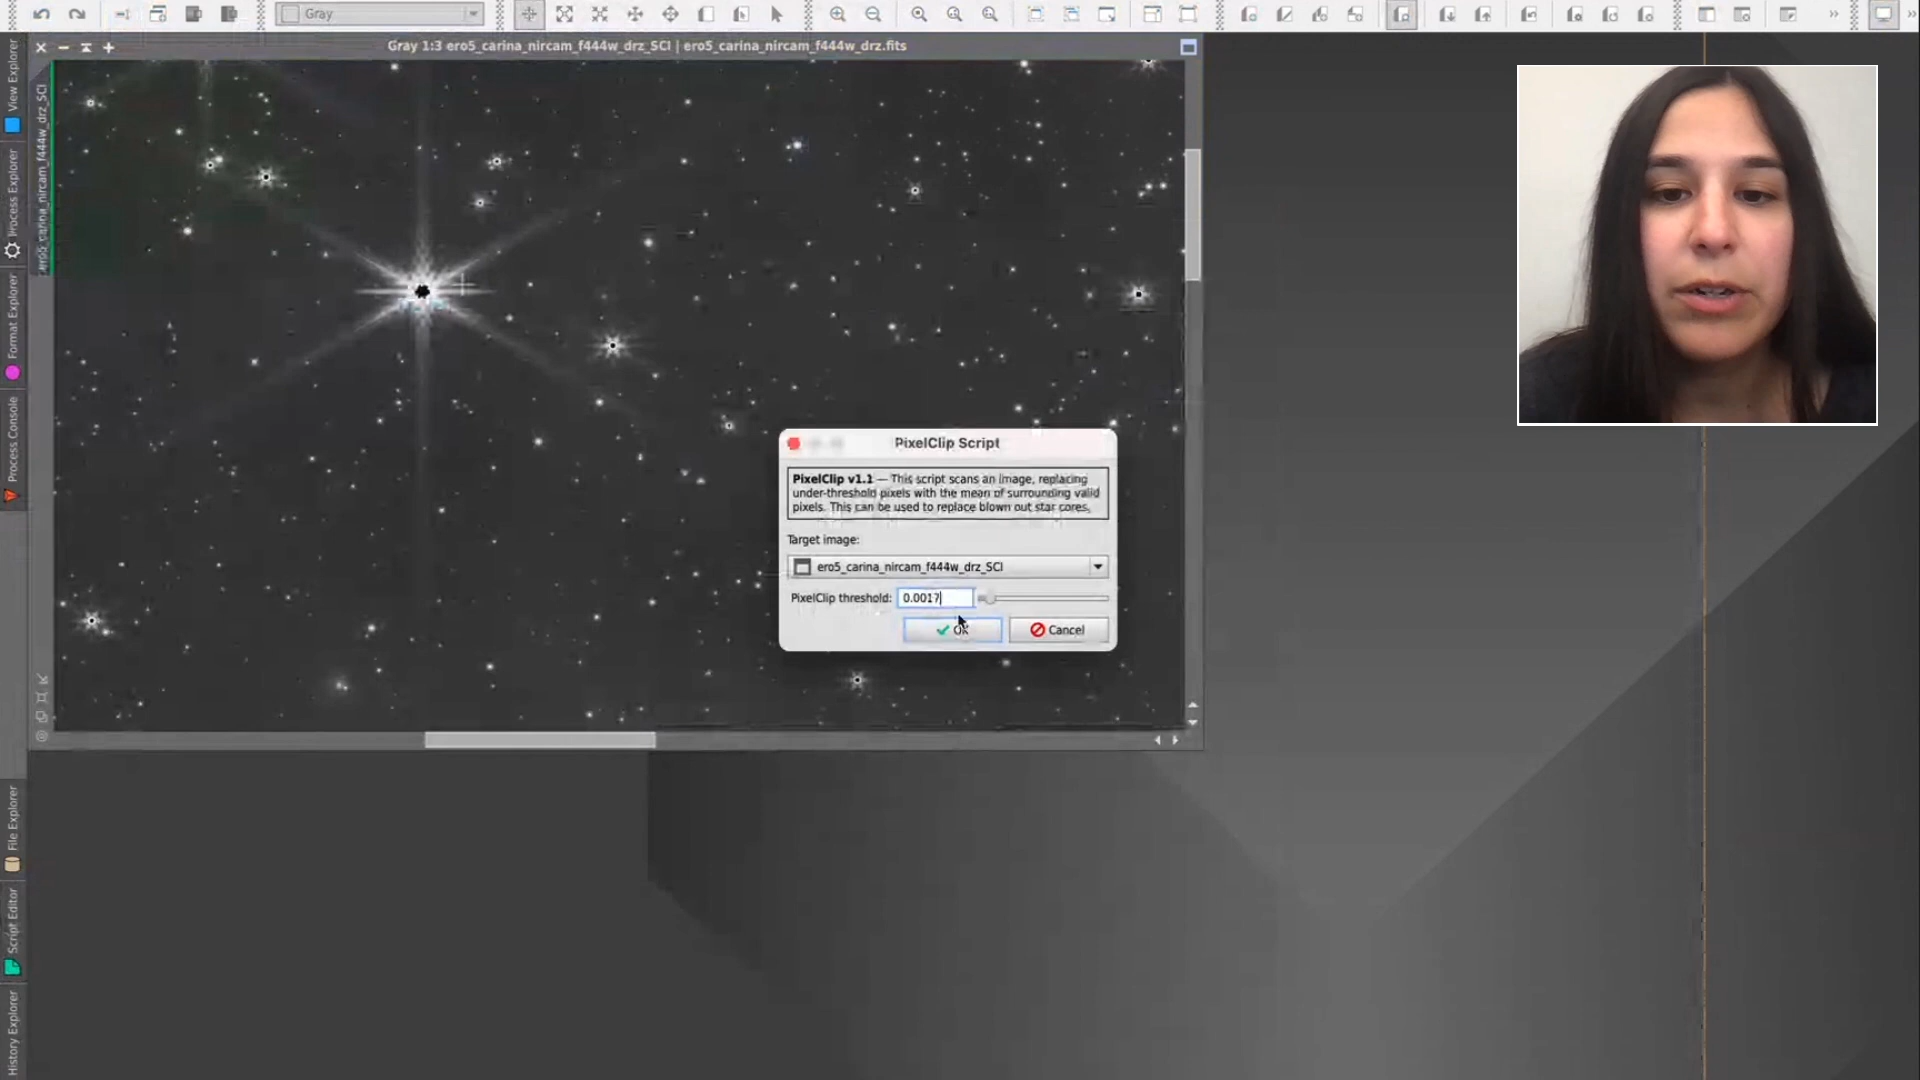 Gray
Gray 1:3 ero5_carina_nircam_f444w_drz_SCI | ero5_carina_nircam_f444w_drz.fits
View Explorer
Process Explorer
Format Explorer
Process Console
File Explorer
Script Editor
History Explorer
ero5_carina_nircam_f444w_drz_SCI
PixelClip Script
PixelClip v1.1 — This script scans an image, replacing
under-threshold pixels with the mean of surrounding valid
pixels. This can be used to replace blown out star cores,
Target image:
ero5_carina_nircam_f444w_drz_SCI
PixelClip threshold: 0.0017
OK
Cancel